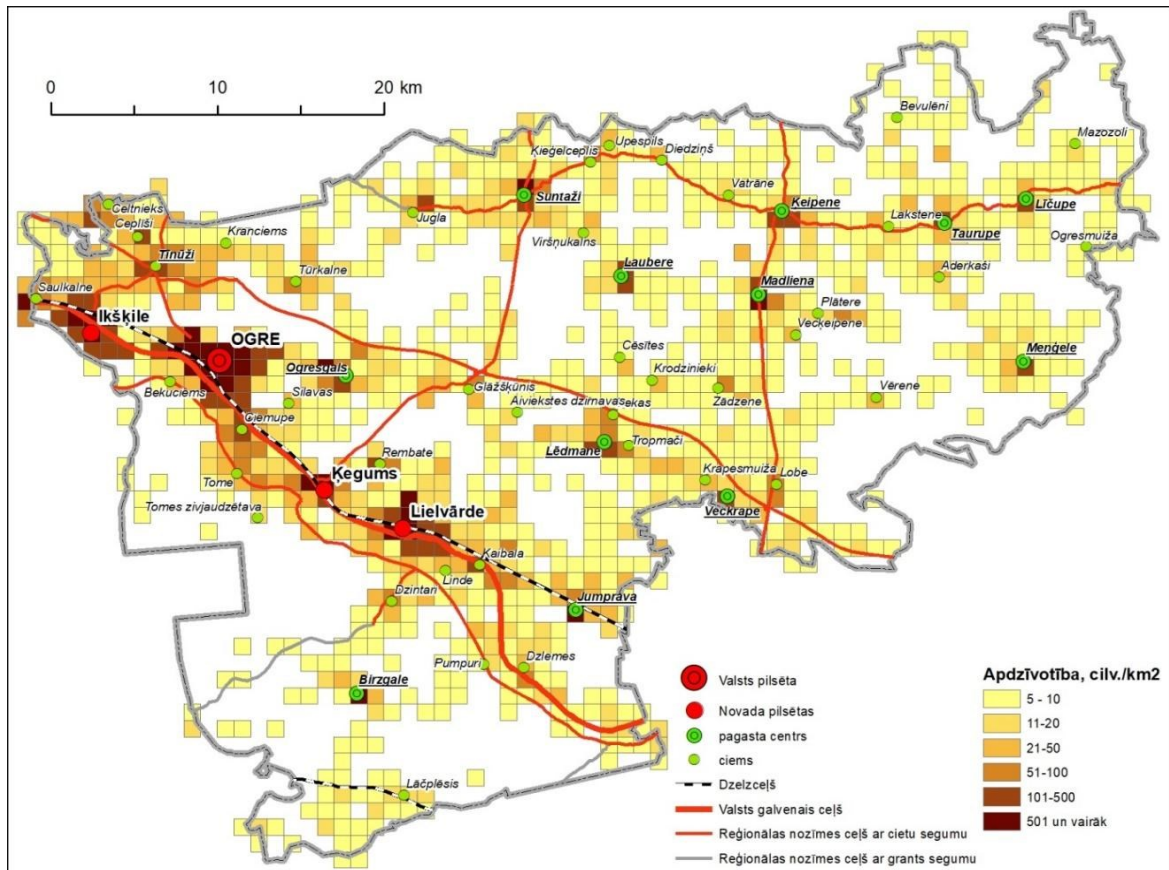 0 10 20 km
Bevulēni
Mazozoli
Upespils
Ķieģelceplis
Diedziņš
Suntaži
Vatrāne
Ķeipene
Līčupe
Celtnieks
Ceplīši
Jugla
Lakstene
Taurupe
Kranciems
Viršņukalns
Ogresmuiža
Tīnūži
Tūrkalne
Laubere
Aderkaši
Saulkalne
Madliena
Plātere
Ikšķile
Vecķeipene
OGRE
Cēsītes
Meņģele
Ogresgals
Krodzinieki
Bekuciems
Glāžšķūnis
Silavas
Žādzene
Vērene
Aiviekstes dzirnavas
ekas
Ciemupe
Lēdmane
Tropmači
Rembate
Tome
Ķegums
Krapesmuiža
Lobe
Veckrape
Tomes zivjaudzētava
Lielvārde
Kaibala
Linde
Dzintari
Jumprava
Pumpuri
Dzlemes
Birzgale
Lāčplēsis
Valsts pilsēta
Novada pilsētas
pagasta centrs
ciems
Dzelzceļš
Valsts galvenais ceļš
Reģionālas nozīmes ceļš ar cietu segumu
Reģionālas nozīmes ceļš ar grants segumu
Apdzīvotība, cilv./km2
5 - 10
11-20
21-50
51-100
101-500
501 un vairāk